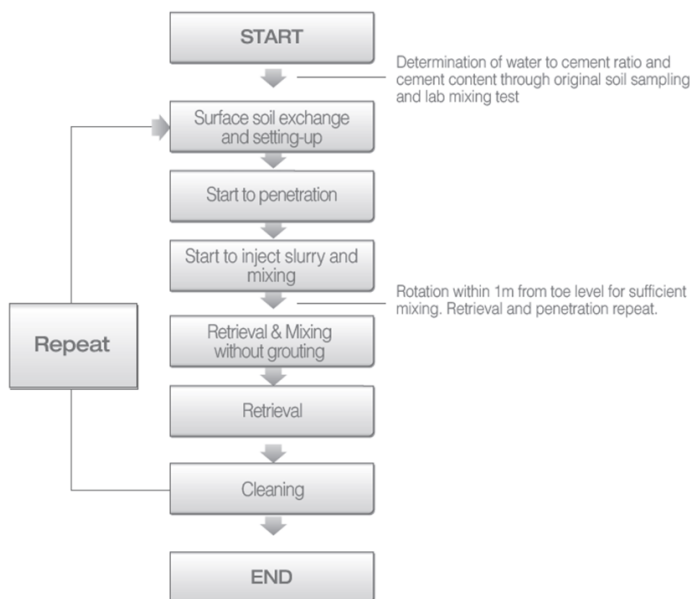 START
Determination of water to cement ratio and
cement content through original soil sampling
and lab mixing test
Surface soil exchange
and setting-up
Start to penetration
Start to inject slurry and
mixing
Rotation within 1m from toe level for sufficient
mixing. Retrieval and penetration repeat.
Repeat
Retrieval & Mixing
without grouting
Retrieval
Cleaning
END